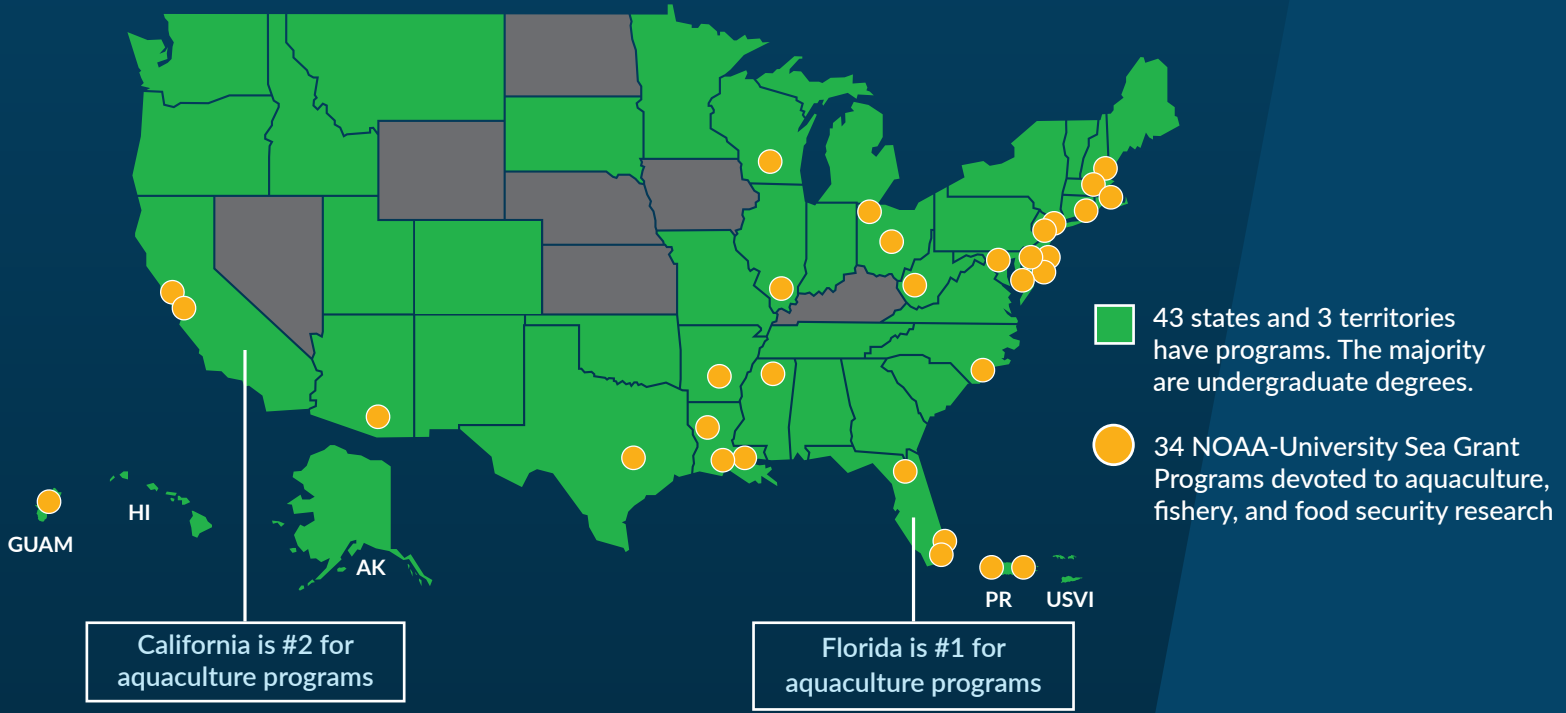 43 states and 3 territories
have programs. The majority
are undergraduate degrees.
34 NOAA-University Sea Grant
Programs devoted to aquaculture,
fishery, and food security research
GUAM
HI
AK
PR
USVI
California is #2 for
aquaculture programs
Florida is #1 for
aquaculture programs